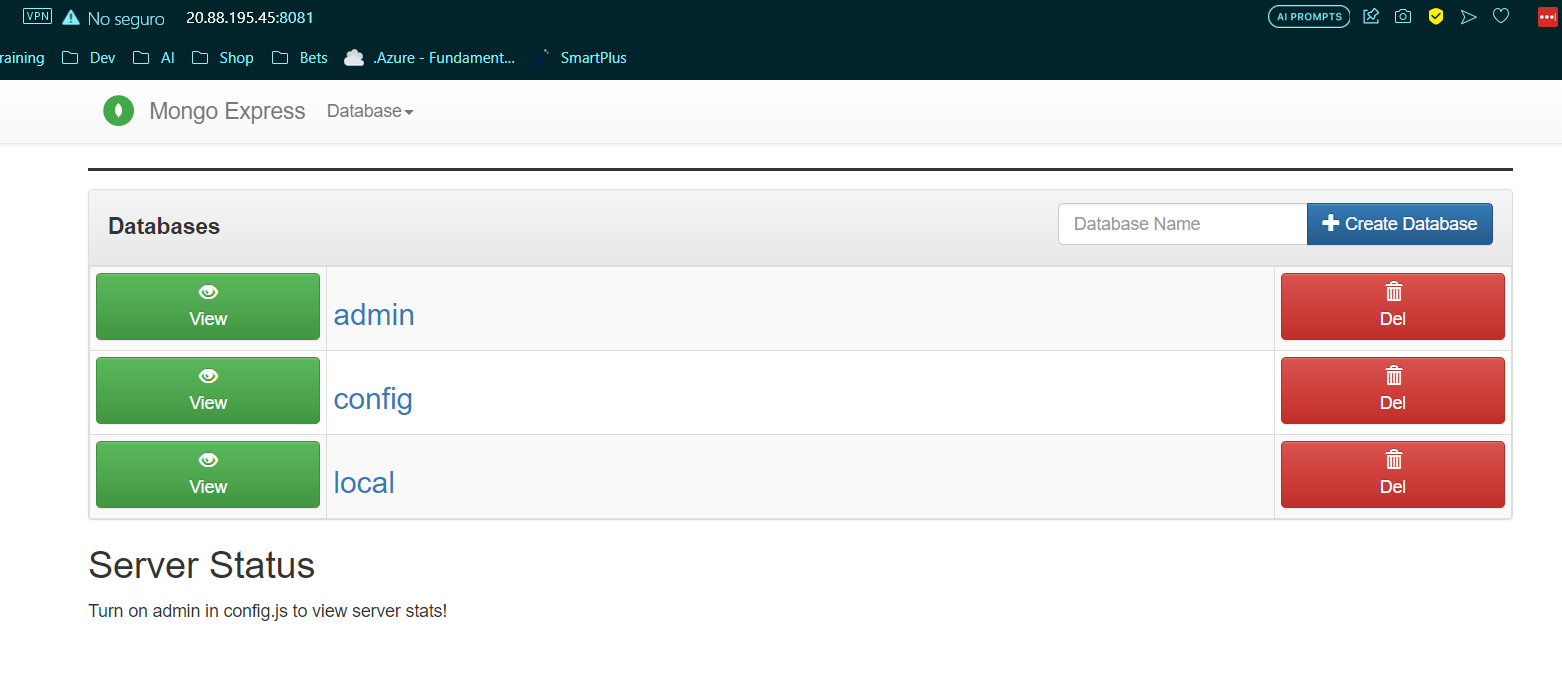 VPN No seguro 20.88.195.45:8081 AI PROMPTS
raining Dev AI Shop Bets .Azure - Fundament... SmartPlus
Mongo Express Database
Databases Database Name Create Database
View admin Del
View config Del
View local Del
Server Status
Turn on admin in config.js to view server stats!